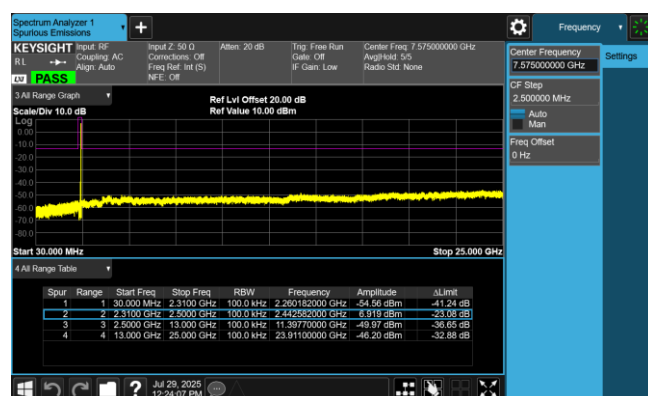 Spectrum Analyzer 1
Spurious Emissions
Frequency
KEYSIGHT
R L
LXI
PASS
Input: RF
Coupling: AC
Align: Auto
Input Z: 50 Ω
Corrections: Off
Freq Ref: Int (S)
NFE: Off
Atten: 20 dB
Trig: Free Run
Gate: Off
IF Gain: Low
Center Freq: 7.575000000 GHz
Avg|Hold: 5/5
Radio Std: None
Center Frequency
7.575000000 GHz
Settings
CF Step
2.500000 MHz
Auto
Man
Freq Offset
0 Hz
3 All Range Graph
Scale/Div 10.0 dB
Ref Lvl Offset 20.00 dB
Ref Value 10.00 dBm
Log
0.00
-10.0
-20.0
-30.0
-40.0
-50.0
-60.0
-70.0
-80.0
Start 30.000 MHz
Stop 25.000 GHz
4 All Range Table
Spur Range Start Freq Stop Freq RBW Frequency Amplitude ΔLimit
1 1 30.000 MHz 2.3100 GHz 100.0 kHz 2.260182000 GHz -54.56 dBm -41.24 dB
2 2 2.3100 GHz 2.5000 GHz 100.0 kHz 2.442582000 GHz 6.919 dBm -23.08 dB
3 3 2.5000 GHz 13.000 GHz 100.0 kHz 11.39770000 GHz -49.97 dBm -36.65 dB
4 4 13.000 GHz 25.000 GHz 100.0 kHz 23.91100000 GHz -46.20 dBm -32.88 dB
?
Jul 29, 2025
12:24:07 PM